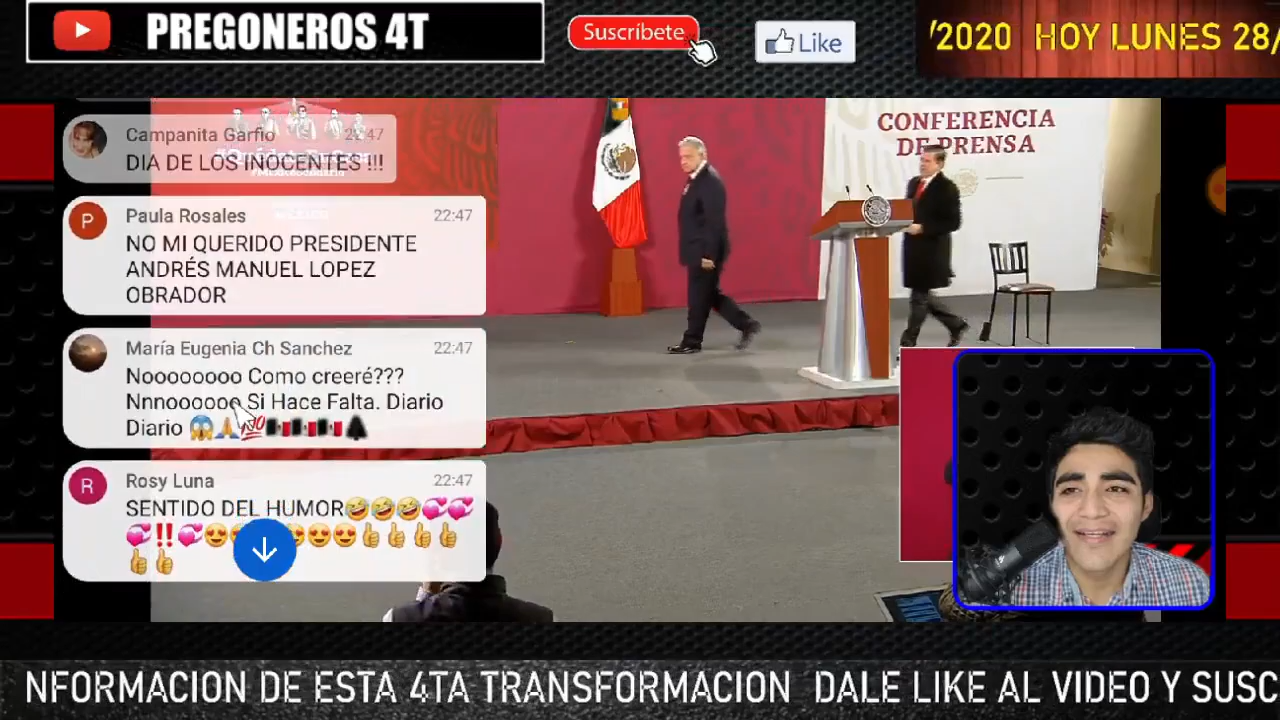 PREGONEROS 4T
Suscríbete
Like
/2020 HOY LUNES 28/
CONFERENCIA
DE PRENSA
Campanita Garfio 22:47
DIA DE LOS INOCENTES !!!
Paula Rosales 22:47
NO MI QUERIDO PRESIDENTE
ANDRÉS MANUEL LOPEZ
OBRADOR
María Eugenia Ch Sanchez 22:47
Noooooooo Como creeré???
Nnnoooooo Si Hace Falta. Diario
Diario 😱🙏💯
Rosy Luna 22:47
SENTIDO DEL HUMOR🤣🤣🤣💞💞
💞‼️💞😍😍😍😍😍👍👍👍👍
👍👍
NFORMACION DE ESTA 4TA TRANSFORMACION DALE LIKE AL VIDEO Y SUSC